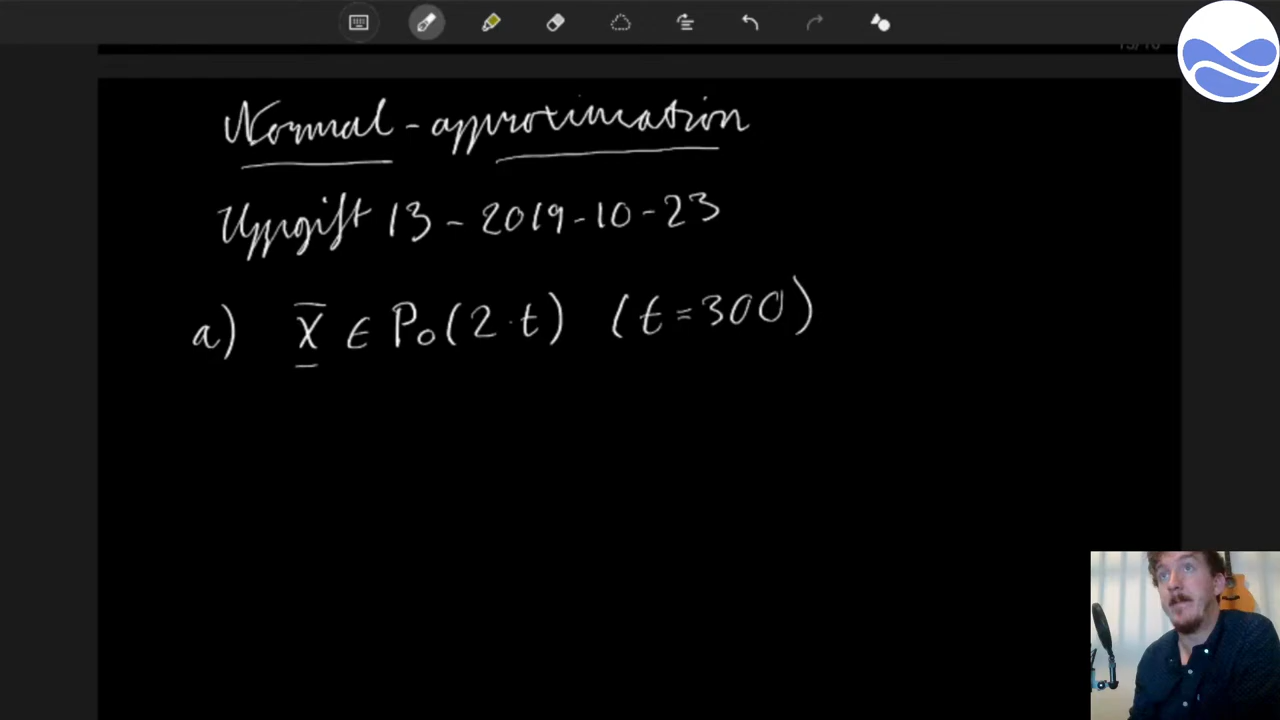 Normal-approximation
Uppgift 13 - 2019-10-23
a) X ∈ Po(2·t) (t=300)